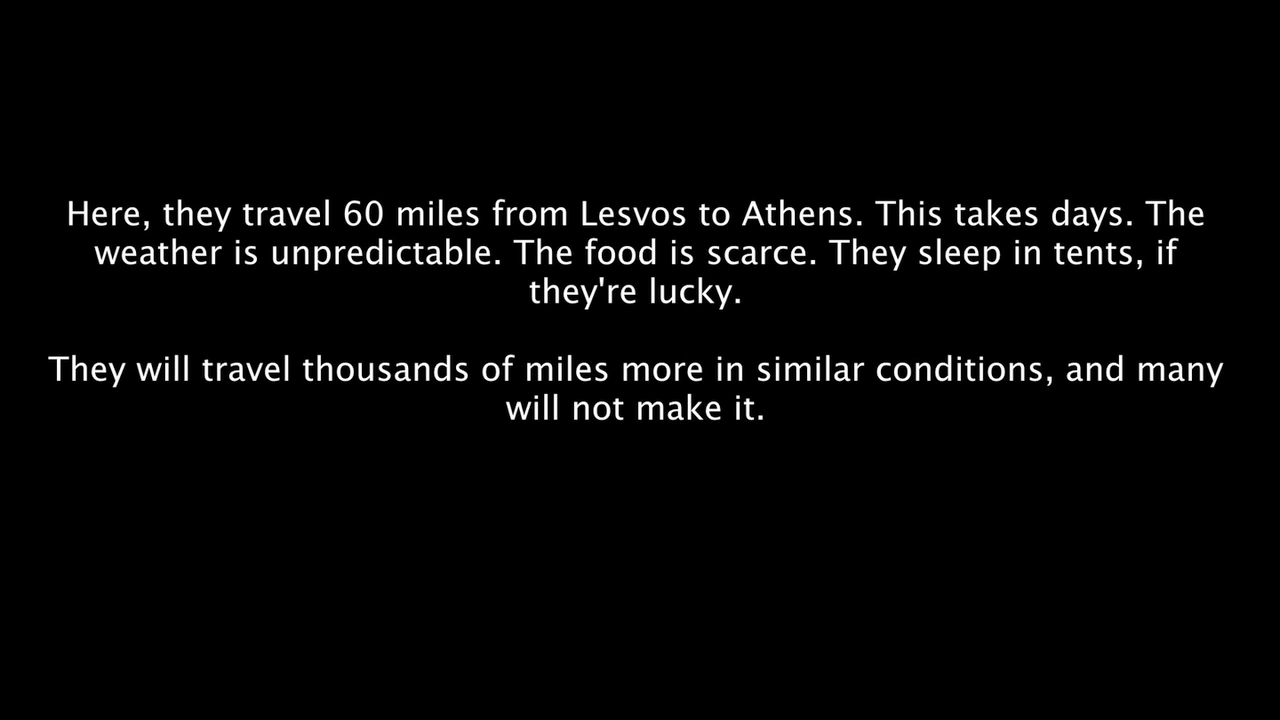 Here, they travel 60 miles from Lesvos to Athens. This takes days. The
weather is unpredictable. The food is scarce. They sleep in tents, if
they're lucky.
They will travel thousands of miles more in similar conditions, and many
will not make it.